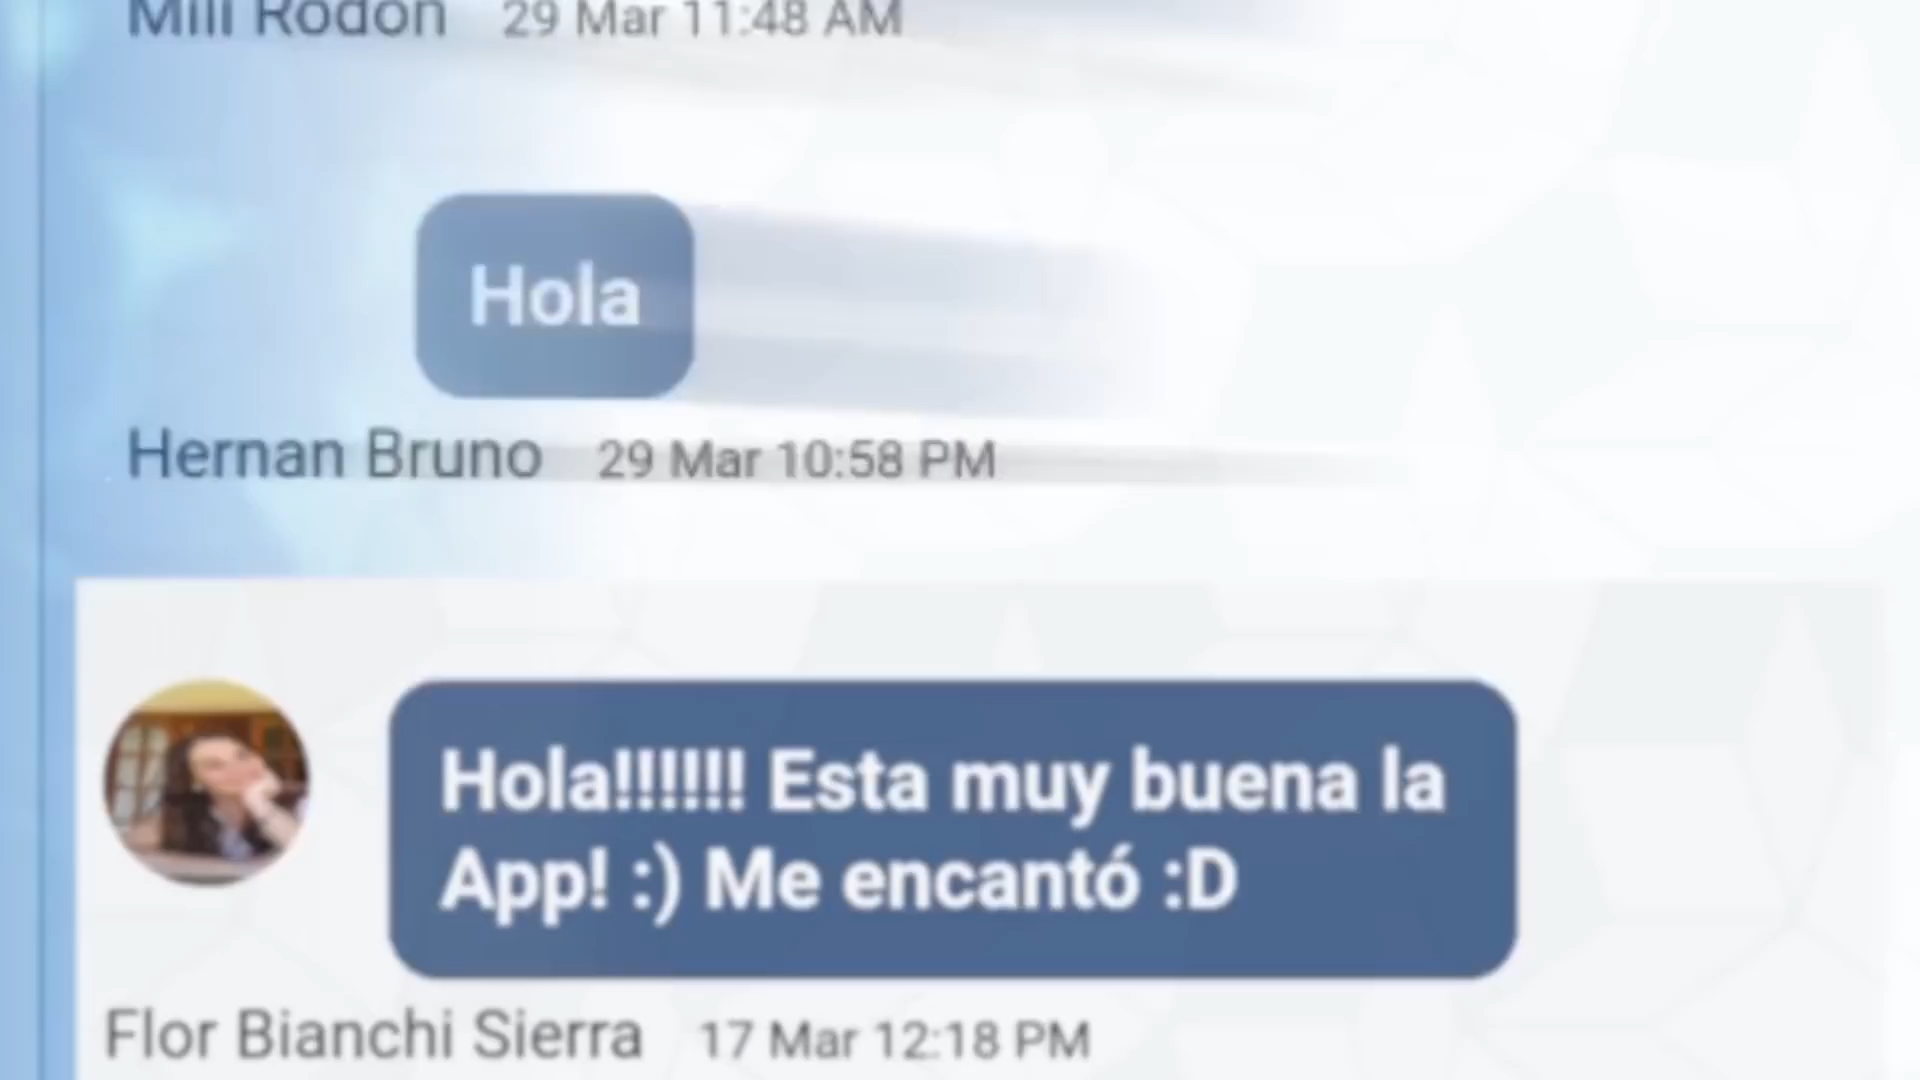 Mili Rodon 29 Mar 11:48 AM
Hola
Hernan Bruno 29 Mar 10:58 PM
Hola!!!!!! Esta muy buena la
App! :) Me encantó :D
Flor Bianchi Sierra 17 Mar 12:18 PM